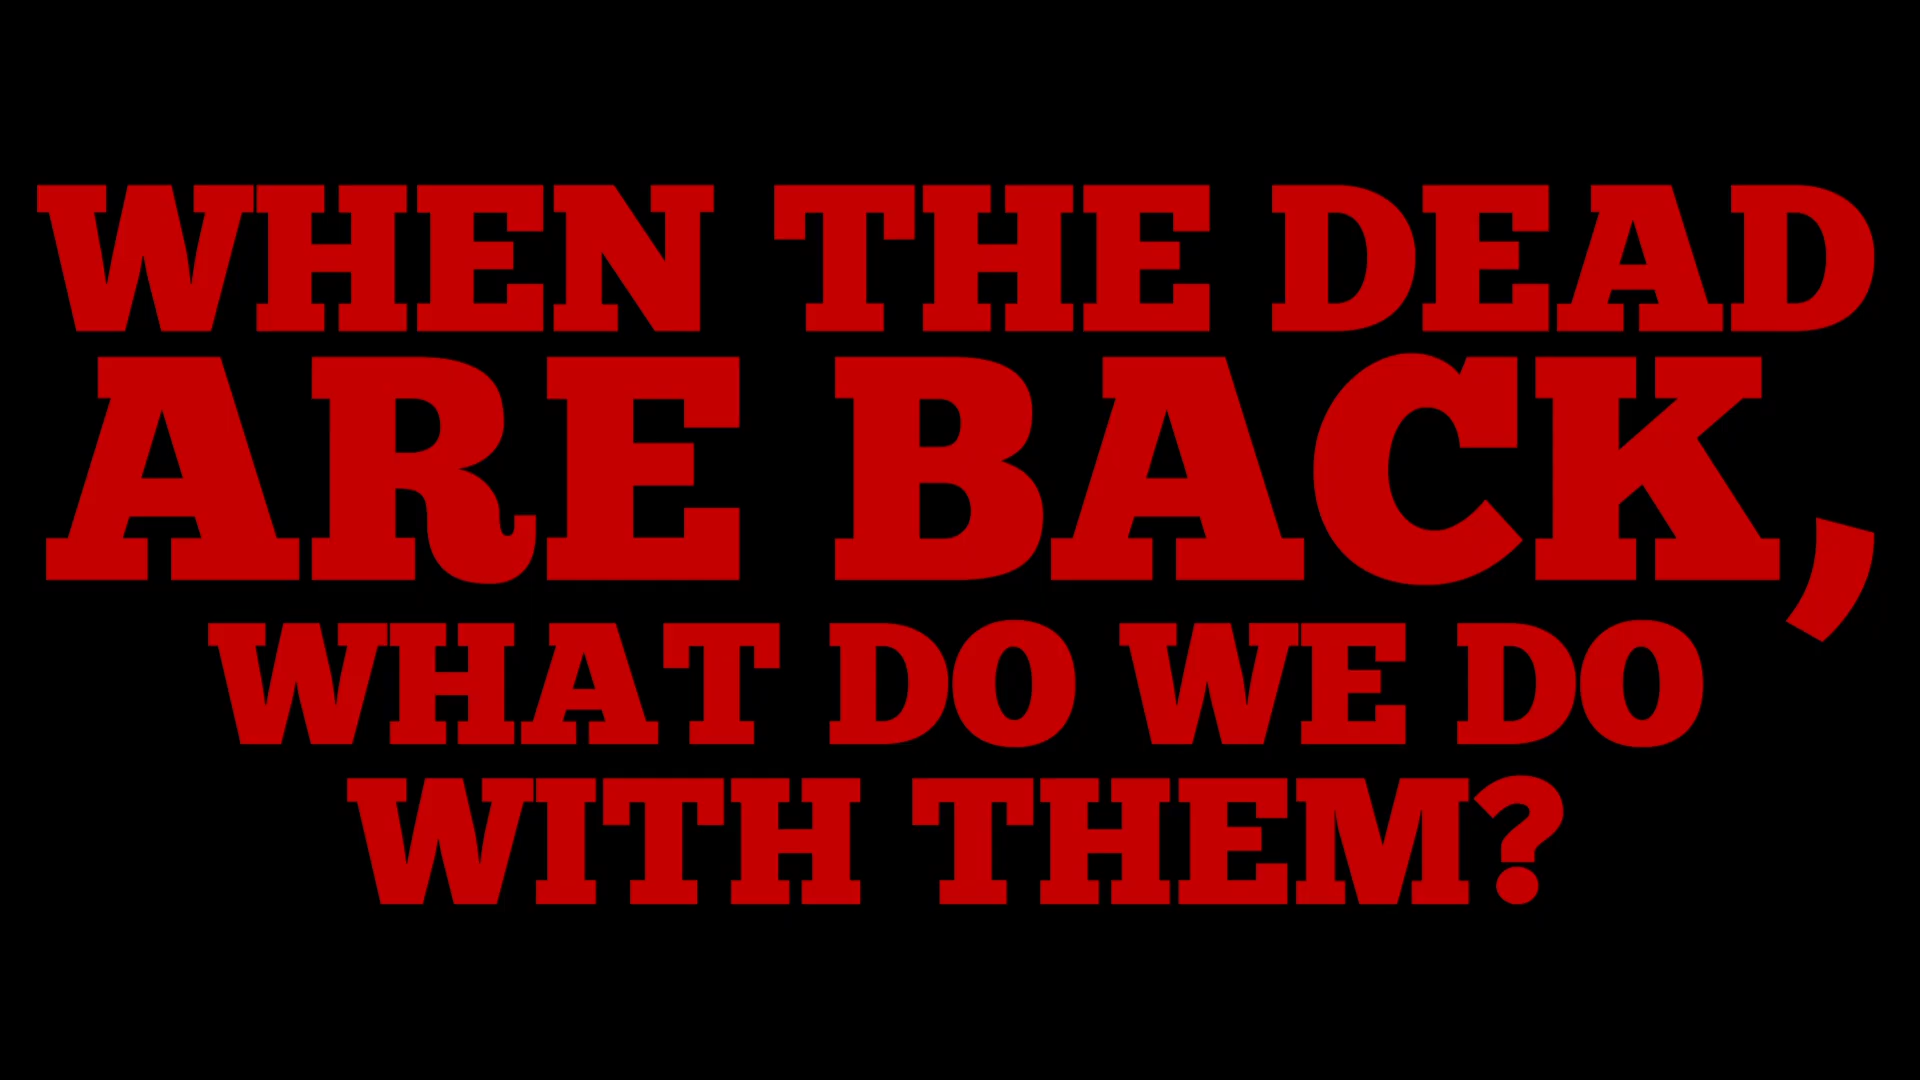 WHEN THE DEAD
ARE BACK,
WHAT DO WE DO
WITH THEM?